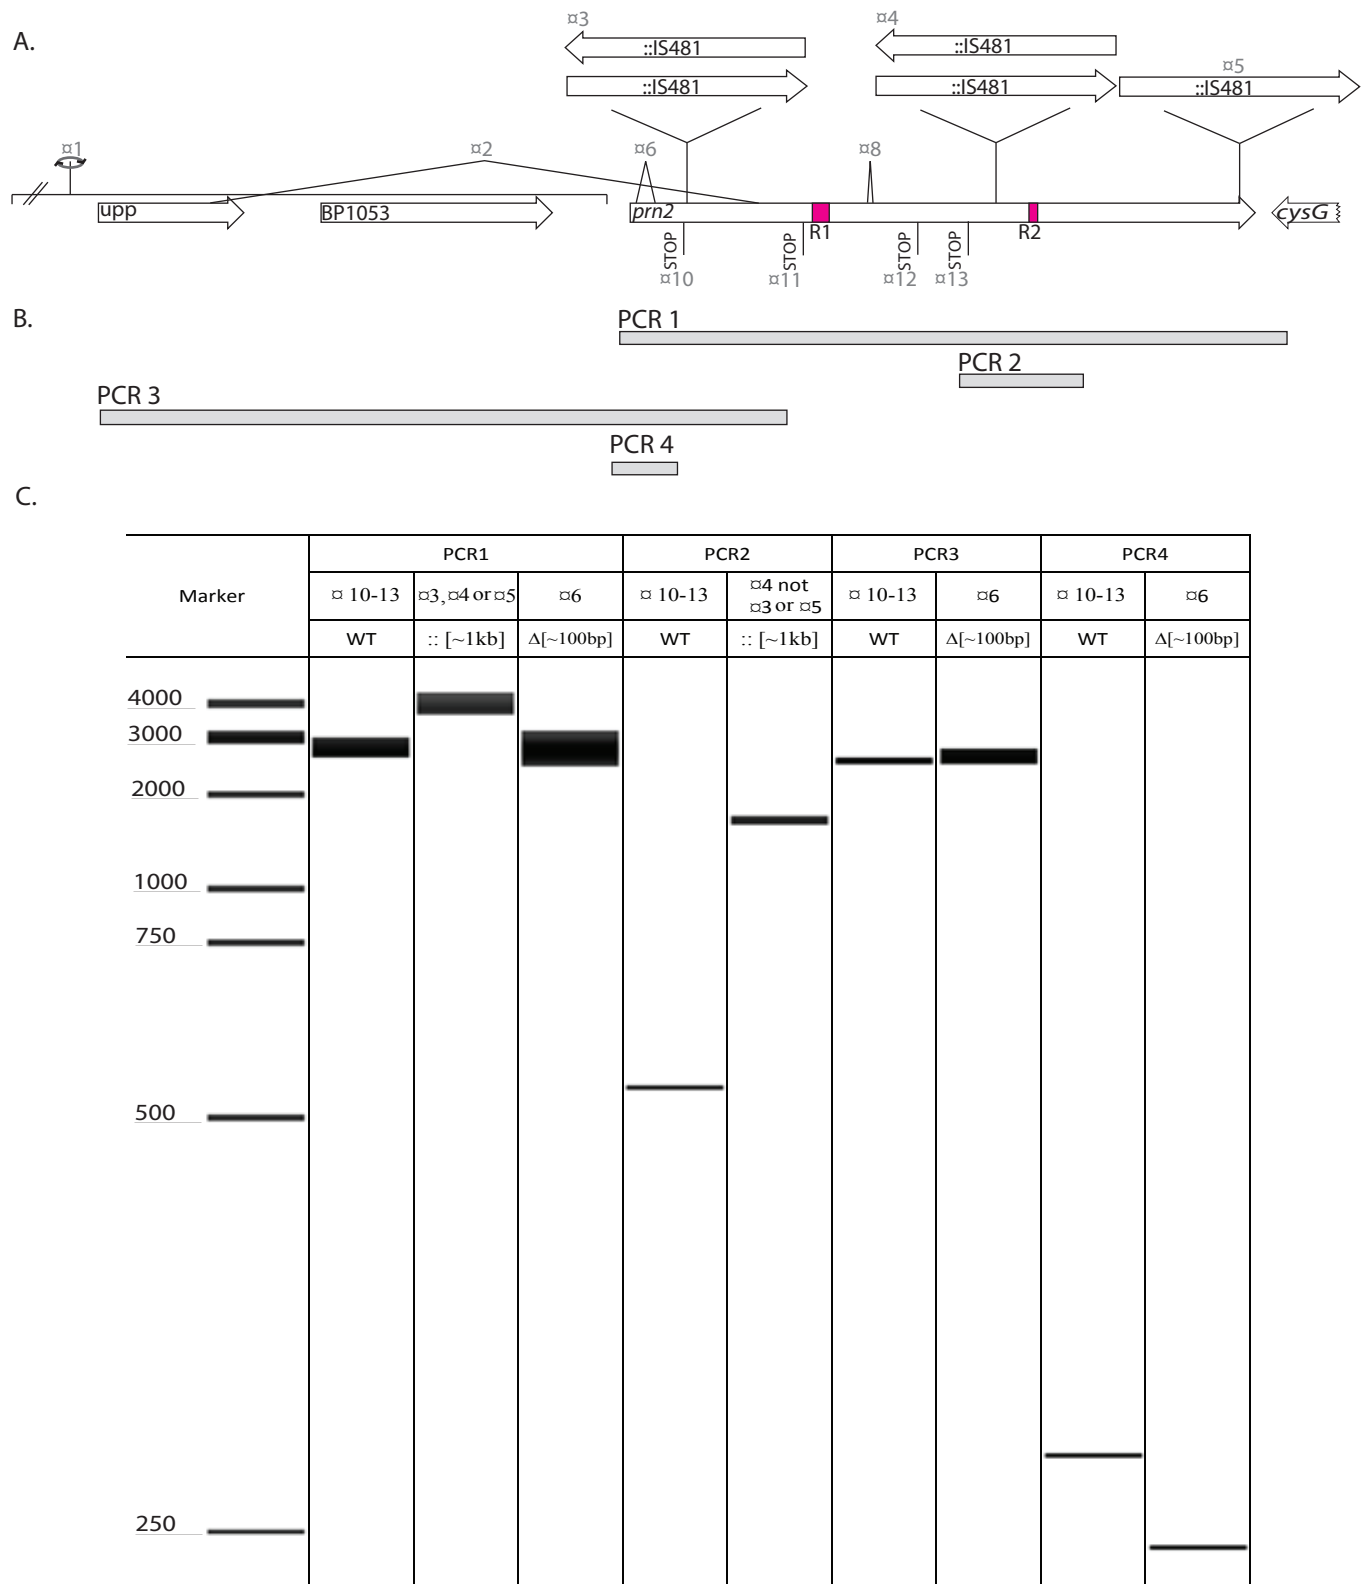 A.
¤3
::IS481
::IS481
¤4
::IS481
::IS481
¤5
::IS481
¤1
¤2
¤6
¤8
upp
BP1053
prn2
R1
R2
cysG
STOP
¤10
STOP
¤11
STOP
¤12
STOP
¤13
B.
PCR 1
PCR 2
PCR 3
PCR 4
C.
Marker
PCR1
PCR2
PCR3
PCR4
¤ 10-13
¤3,¤4 or ¤5
¤6
¤ 10-13
¤4 not
¤3 or ¤5
¤ 10-13
¤6
¤ 10-13
¤6
WT
:: [~1kb]
Δ[~100bp]
WT
:: [~1kb]
WT
Δ[~100bp]
WT
Δ[~100bp]
4000
3000
2000
1000
750
500
250